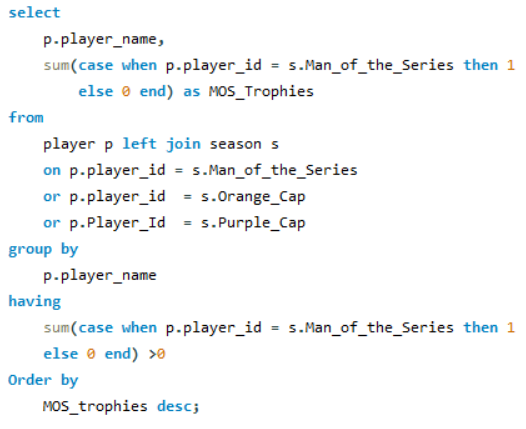 select
    p.player_name,
    sum(case when p.player_id = s.Man_of_the_Series then 1
        else 0 end) as MOS_Trophies
from
    player p left join season s
    on p.player_id = s.Man_of_the_Series
    or p.player_id  = s.Orange_Cap
    or p.Player_Id  = s.Purple_Cap
group by
    p.player_name
having
    sum(case when p.player_id = s.Man_of_the_Series then 1
    else 0 end) >0
Order by
    MOS_trophies desc;